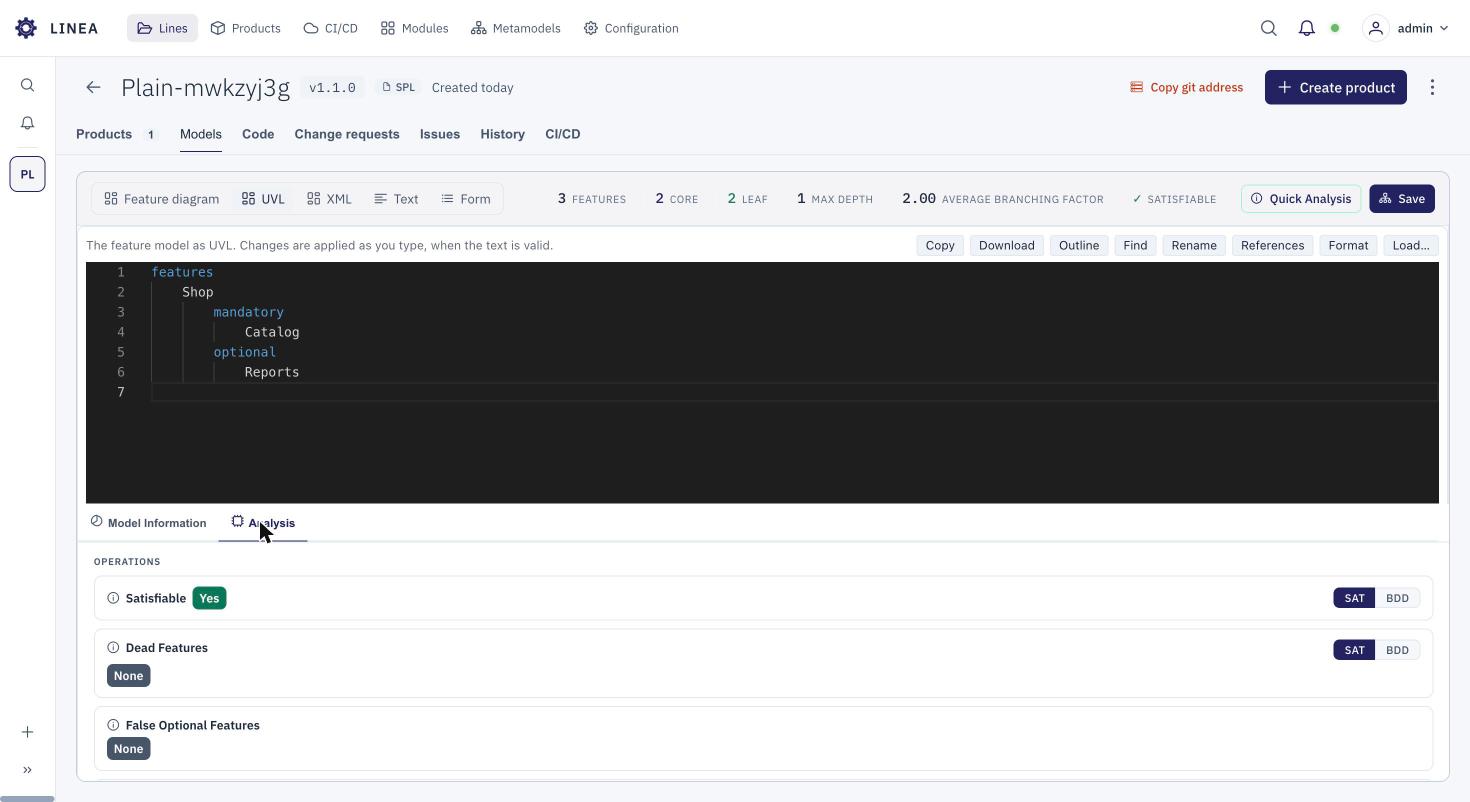 LINEA
Lines
Products
CI/CD
Modules
Metamodels
Configuration
admin
PL
Plain-mwkzyj3g
v1.1.0
SPL
Created today
Copy git address
Create product
Products 1
Models
Code
Change requests
Issues
History
CI/CD
Feature diagram
UVL
XML
Text
Form
3 FEATURES
2 CORE
2 LEAF
1 MAX DEPTH
2.00 AVERAGE BRANCHING FACTOR
✓ SATISFIABLE
Quick Analysis
Save
The feature model as UVL. Changes are applied as you type, when the text is valid.
Copy
Download
Outline
Find
Rename
References
Format
Load...
1 features
2 Shop
3 mandatory
4 Catalog
5 optional
6 Reports
7
Model Information
Analysis
OPERATIONS
Satisfiable Yes
SAT BDD
Dead Features
SAT BDD
None
False Optional Features
None